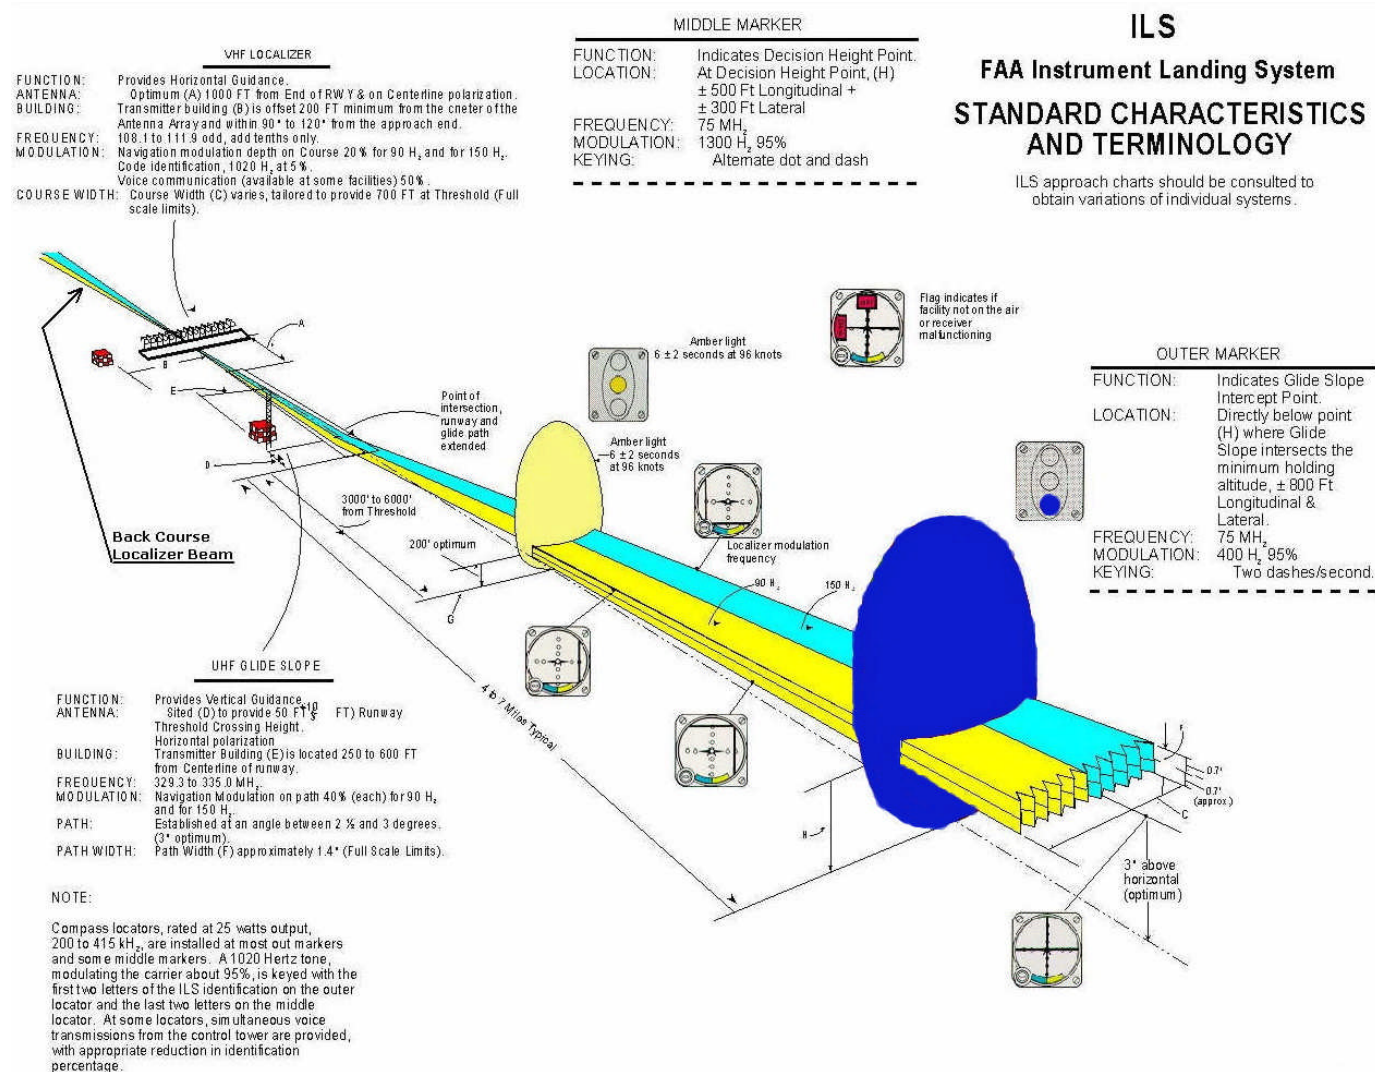 ILS
FAA Instrument Landing System
STANDARD CHARACTERISTICS
AND TERMINOLOGY
ILS approach charts should be consulted to
obtain variations of individual systems.
VHF LOCALIZER
FUNCTION: Provides Horizontal Guidance.
ANTENNA: Optimum (A) 1000 FT from End of RWY & on Centerline polarization.
BUILDING: Transmitter building (B) is offset 200 FT minimum from the cneter of the
Antenna Array and within 90° to 120° from the approach end.
FREQUENCY: 108.1 to 111.9 odd, add tenths only.
MODULATION: Navigation modulation depth on Course 20% for 90 Hz and for 150 Hz.
Code identification, 1020 Hz at 5%.
Voice communication (available at some facilities) 50%.
COURSE WIDTH: Course Width (C) varies, tailored to provide 700 FT at Threshold (Full
scale limits).
MIDDLE MARKER
FUNCTION: Indicates Decision Height Point.
LOCATION: At Decision Height Point, (H)
± 500 Ft Longitudinal +
± 300 Ft Lateral
FREQUENCY: 75 MHz
MODULATION: 1300 Hz 95%
KEYING: Alternate dot and dash
Flag indicates if
facility not on the air
or receiver
malfunctioning
Amber light
6 ± 2 seconds at 96 knots
OUTER MARKER
FUNCTION: Indicates Glide Slope
Intercept Point.
LOCATION: Directly below point
(H) where Glide
Slope intersects the
minimum holding
altitude, ± 800 Ft
Longitudinal &
Lateral.
FREQUENCY: 75 MHz
MODULATION: 400 Hz 95%
KEYING: Two dashes/second.
A
B
E
D
Point of
intersection,
runway and
glide path
extended
Amber light
6 ± 2 seconds
at 96 knots
3000' to 6000'
from Threshold
200' optimum
G
Back Course
Localizer Beam
Localizer modulation
frequency
90 Hz
150 Hz
4 to 7 Miles Typical
H
F
0.7°
0.7°
(approx.)
C
3° above
horizontal
(optimum)
UHF GLIDE SLOPE
FUNCTION: Provides Vertical Guidance
ANTENNA: Sited (D) to provide 50 FT FT) Runway
Threshold Crossing Height.
Horizontal polarization
BUILDING: Transmitter Building (E) is located 250 to 600 FT
from Centerline of runway.
FREQUENCY: 329.3 to 335.0 MHz.
MODULATION: Navigation Modulation on path 40% (each) for 90 Hz
and for 150 Hz.
PATH: Established at an angle between 2 ½ and 3 degrees.
(3° optimum).
PATH WIDTH: Path Width (F) approximately 1.4° (Full Scale Limits).
NOTE:
Compass locators, rated at 25 watts output,
200 to 415 kHz, are installed at most out markers
and some middle markers. A 1020 Hertz tone,
modulating the carrier about 95%, is keyed with the
first two letters of the ILS identification on the outer
locator and the last two letters on the middle
locator. At some locators, simultaneous voice
transmissions from the control tower are provided,
with appropriate reduction in identification
percentage.